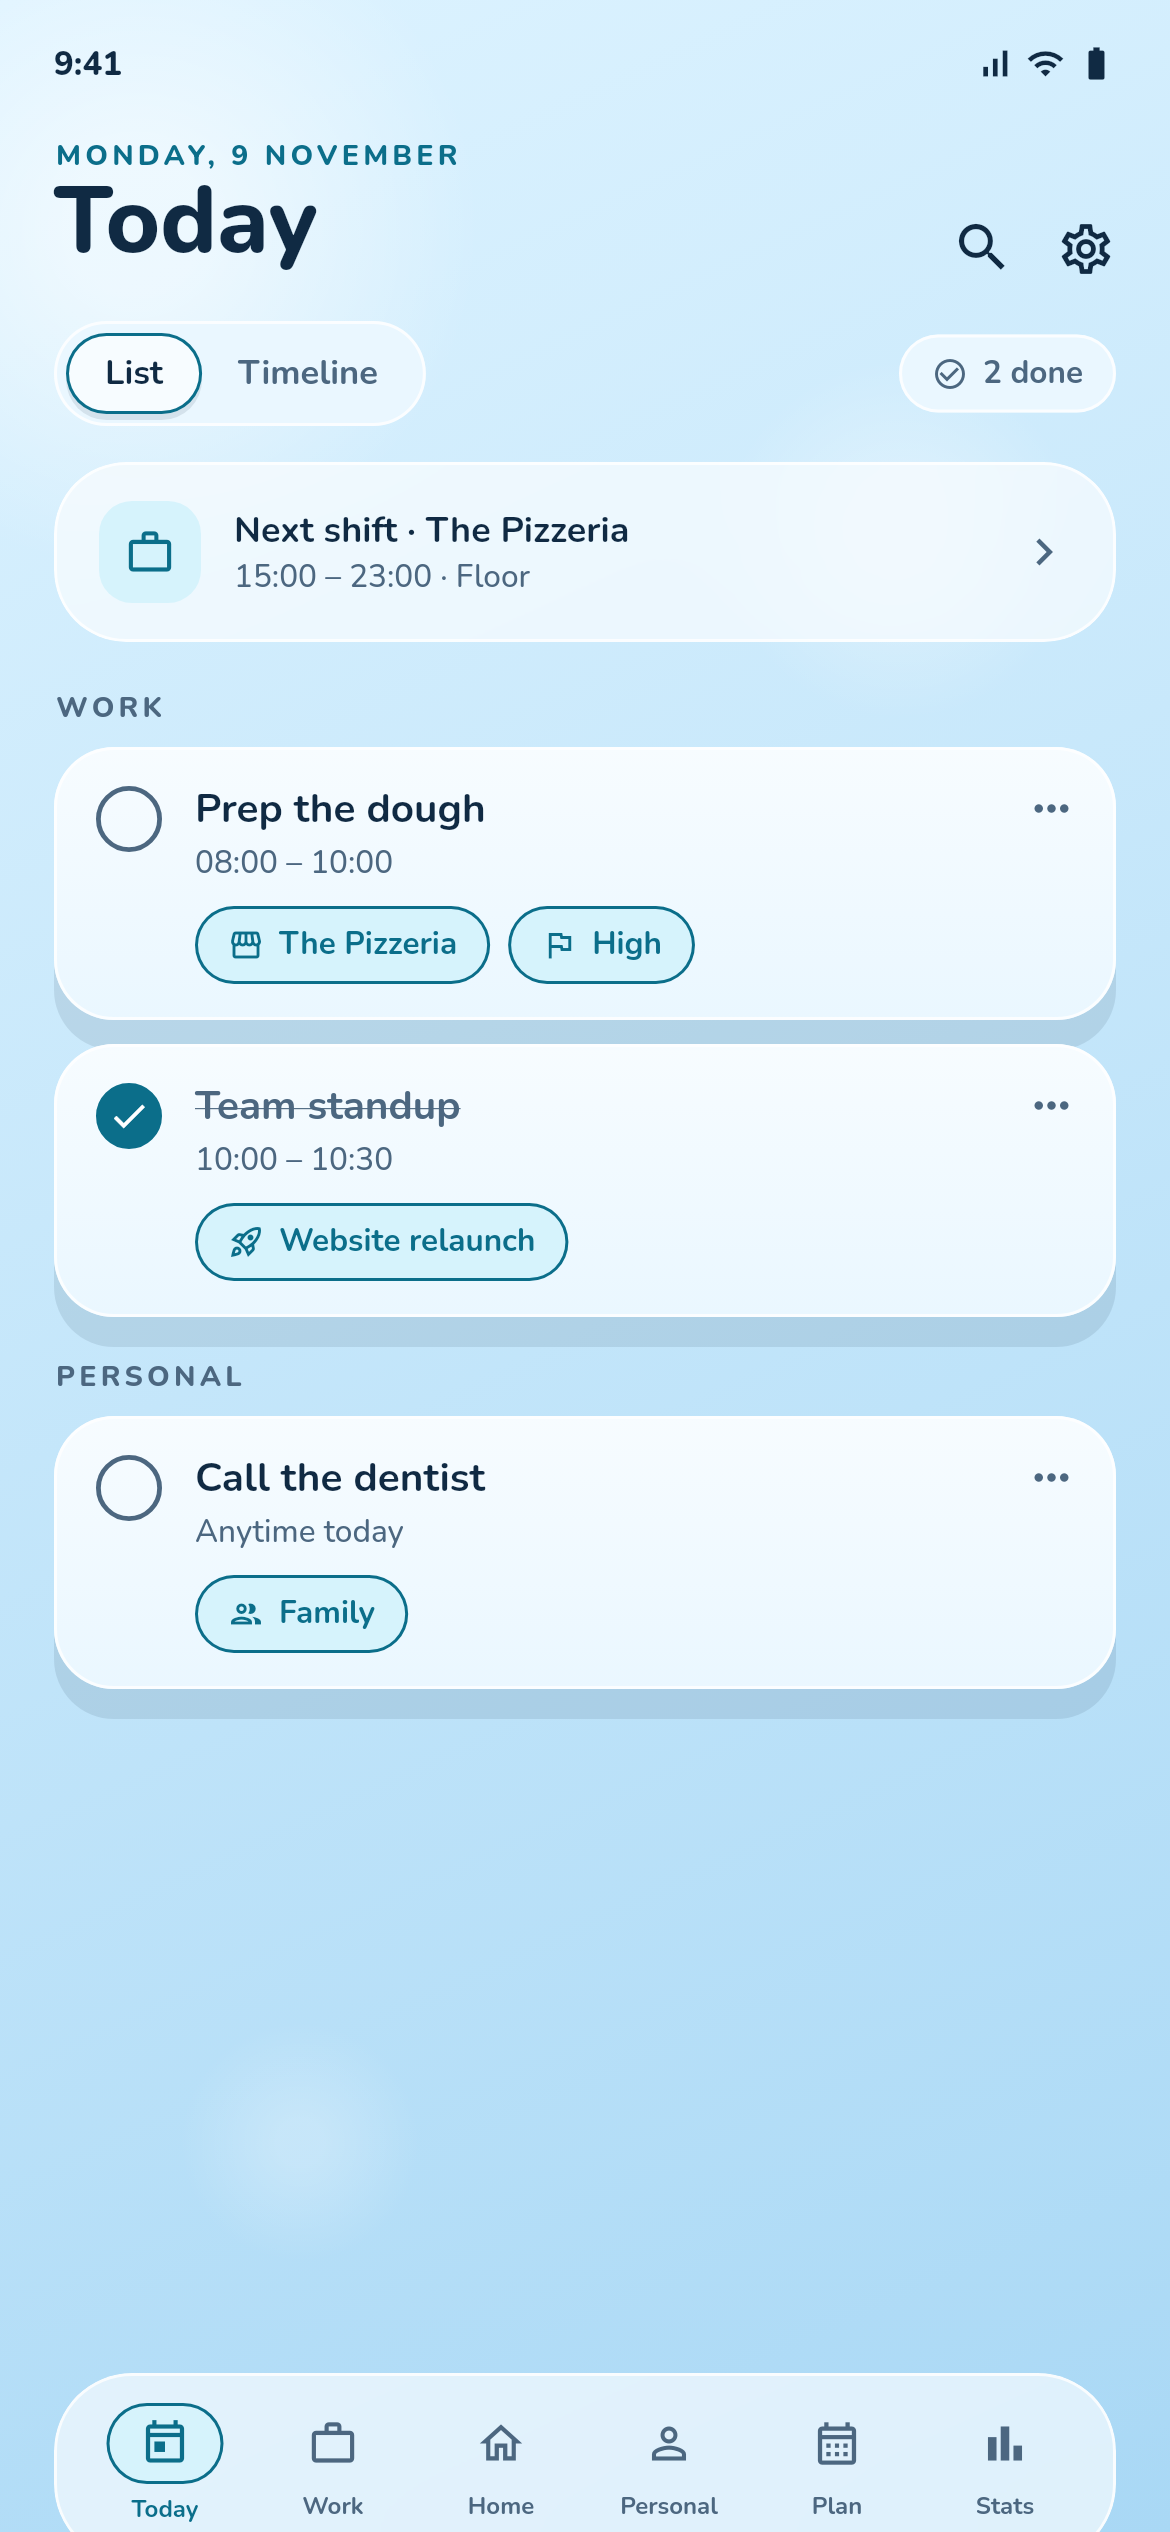 9:41
MONDAY, 9 NOVEMBER
Today
List Timeline 2 done
Next shift · The Pizzeria
15:00 – 23:00 · Floor
WORK
Prep the dough
08:00 – 10:00
The Pizzeria High
Team standup
10:00 – 10:30
Website relaunch
PERSONAL
Call the dentist
Anytime today
Family
Today Work Home Personal Plan Stats